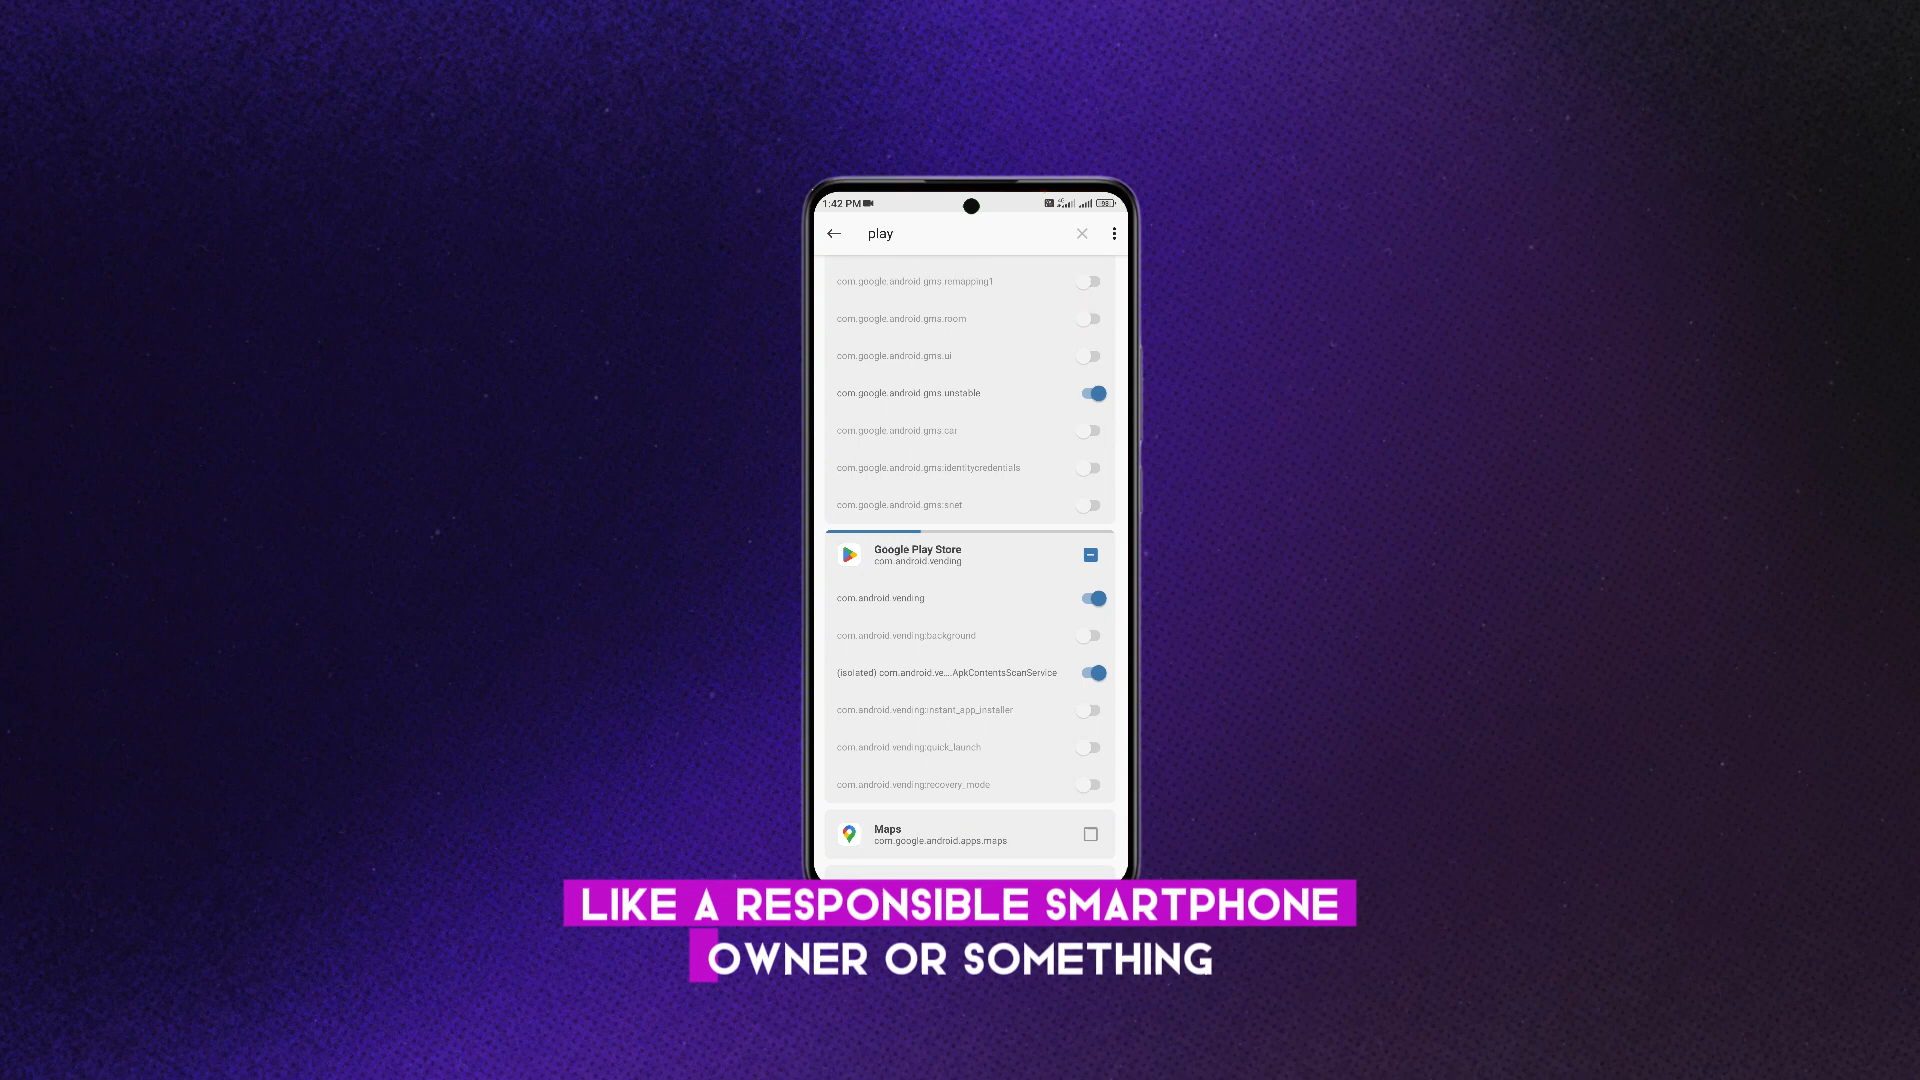 1:42 PM
play
com.google.android.gms.remapping1
com.google.android.gms.room
com.google.android.gms.ui
com.google.android.gms.unstable
com.google.android.gms.car
com.google.android.gms.identitycredentials
com.google.android.gms:snet
Google Play Store
com.android.vending
com.android.vending
com.android.vending:background
(isolated) com.android.ve....ApkContentsScanService
com.android.vending:instant_app_installer
com.android.vending:quick_launch
com.android.vending:recovery_mode
Maps
com.google.android.apps.maps
LIKE A RESPONSIBLE SMARTPHONE
OWNER OR SOMETHING